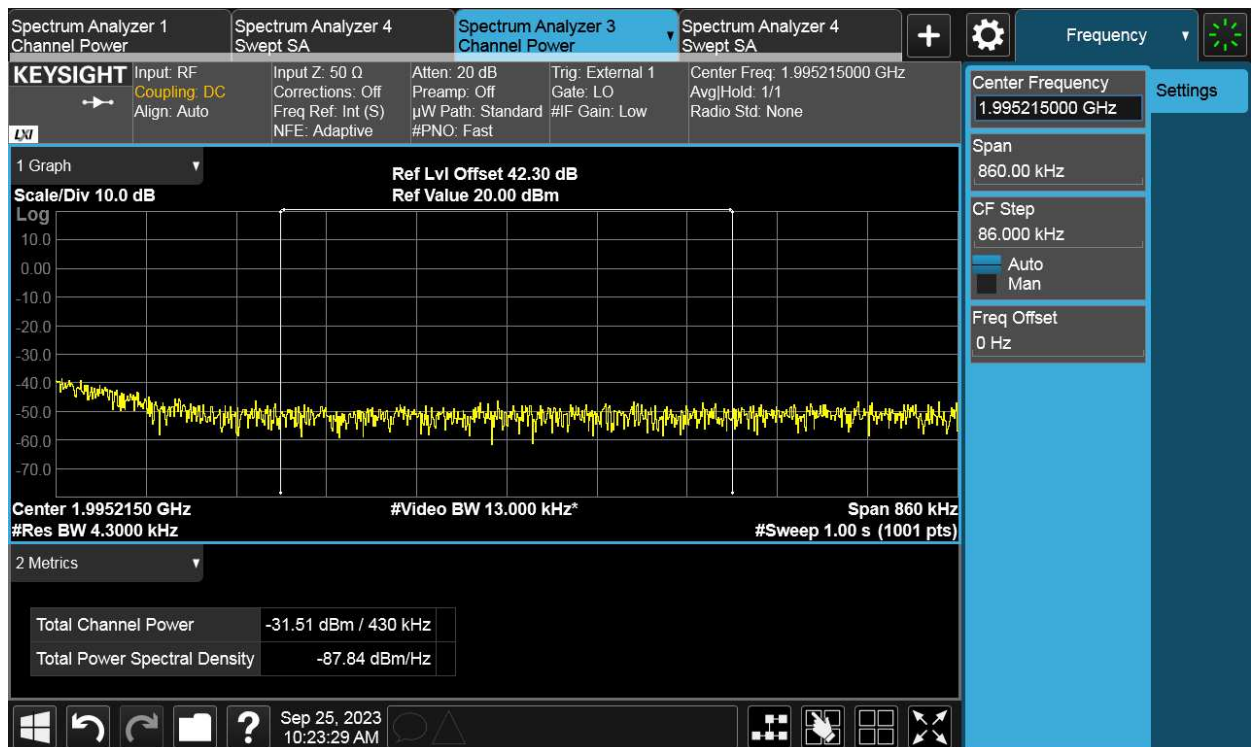 Spectrum Analyzer 1
Channel Power
Spectrum Analyzer 4
Swept SA
Spectrum Analyzer 3
Channel Power
Spectrum Analyzer 4
Swept SA
+
Frequency
KEYSIGHT
LXI
Input: RF
Coupling: DC
Align: Auto
Input Z: 50 Ω
Corrections: Off
Freq Ref: Int (S)
NFE: Adaptive
Atten: 20 dB
Preamp: Off
µW Path: Standard
#PNO: Fast
Trig: External 1
Gate: LO
#IF Gain: Low
Center Freq: 1.995215000 GHz
Avg|Hold: 1/1
Radio Std: None
Center Frequency
1.995215000 GHz
Settings
Span
860.00 kHz
CF Step
86.000 kHz
Auto
Man
Freq Offset
0 Hz
1 Graph
Scale/Div 10.0 dB
Ref Lvl Offset 42.30 dB
Ref Value 20.00 dBm
Log
10.0
0.00
-10.0
-20.0
-30.0
-40.0
-50.0
-60.0
-70.0
Center 1.9952150 GHz
#Video BW 13.000 kHz*
Span 860 kHz
#Res BW 4.3000 kHz
#Sweep 1.00 s (1001 pts)
2 Metrics
Total Channel Power -31.51 dBm / 430 kHz
Total Power Spectral Density -87.84 dBm/Hz
?
Sep 25, 2023
10:23:29 AM